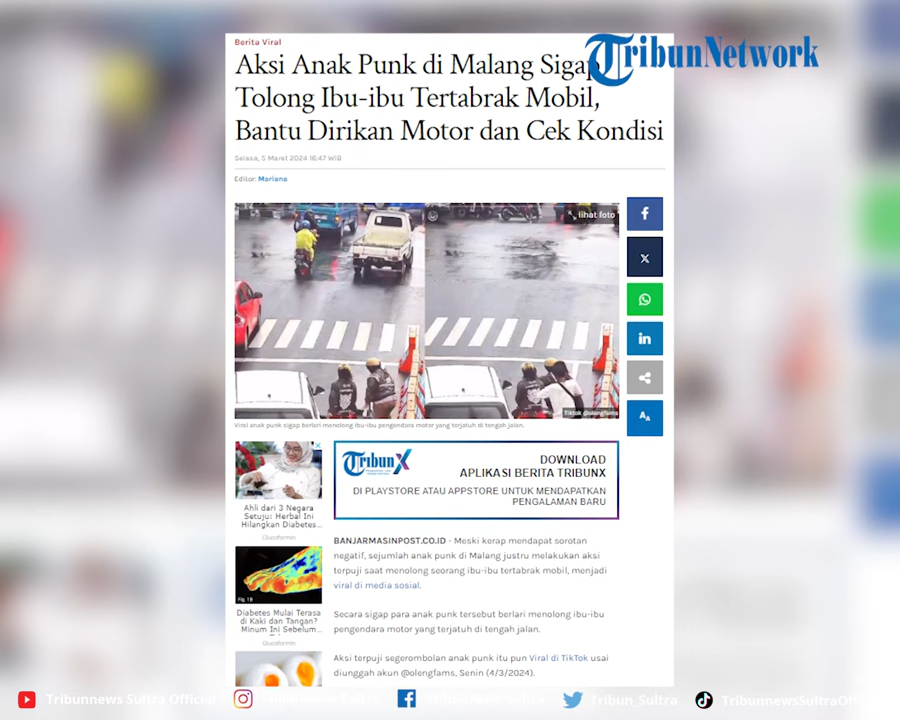 TribunNetwork
Berita Viral
Aksi Anak Punk di Malang Sigap
Tolong Ibu-ibu Tertabrak Mobil,
Bantu Dirikan Motor dan Cek Kondisi
Selasa, 5 Maret 2024 16:47 WIB
Editor: Mariana
lihat foto
Tiktok @olengfams
Viral anak punk sigap berlari menolong ibu-ibu pengendara motor yang terjatuh di tengah jalan.
Ahli dari 3 Negara
Setuju: Herbal Ini
Hilangkan Diabetes...
Glucoformin
Fig 1B
Diabetes Mulai Terasa
di Kaki dan Tangan?
Minum Ini Sebelum...
Glucoformin
TribunX
DOWNLOAD
APLIKASI BERITA TRIBUNX
DI PLAYSTORE ATAU APPSTORE UNTUK MENDAPATKAN
PENGALAMAN BARU
BANJARMASINPOST.CO.ID - Meski kerap mendapat sorotan
negatif, sejumlah anak punk di Malang justru melakukan aksi
terpuji saat menolong seorang ibu-ibu tertabrak mobil, menjadi
viral di media sosial.
Secara sigap para anak punk tersebut berlari menolong ibu-ibu
pengendara motor yang terjatuh di tengah jalan.
Aksi terpuji segerombolan anak punk itu pun Viral di TikTok usai
diunggah akun @olengfams, Senin (4/3/2024).
Tribunnews Sultra Official
Tribun_Sultra
TribunnewsSultraOff